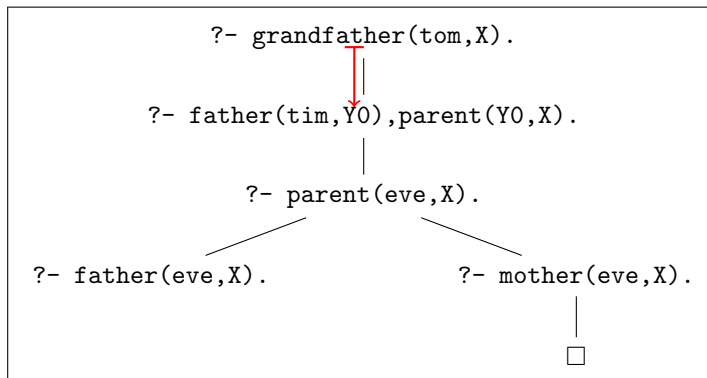 ?- grandfather(tom,X).
?- father(tim,Y0),parent(Y0,X).
?- parent(eve,X).
?- father(eve,X).
?- mother(eve,X).
□